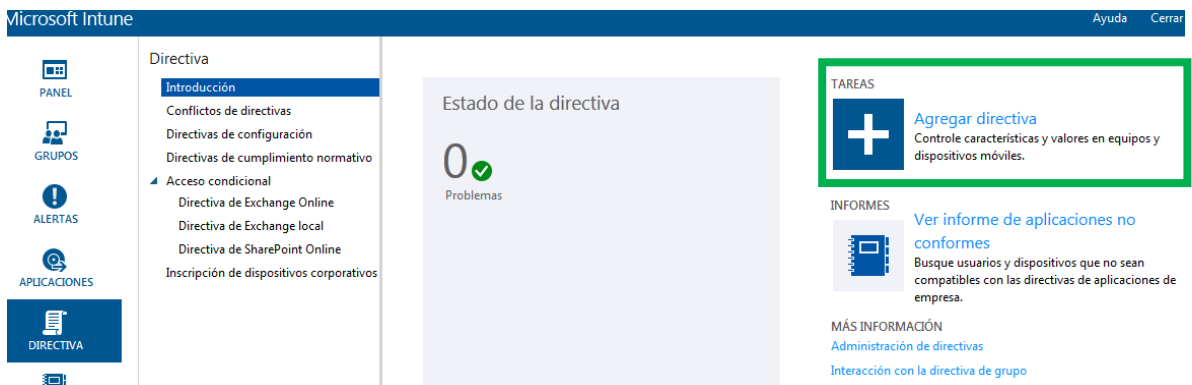 Microsoft Intune
Ayuda Cerrar
PANEL
GRUPOS
ALERTAS
APLICACIONES
DIRECTIVA
Directiva
Introducción
Conflictos de directivas
Directivas de configuración
Directivas de cumplimiento normativo
Acceso condicional
Directiva de Exchange Online
Directiva de Exchange local
Directiva de SharePoint Online
Inscripción de dispositivos corporativos
Estado de la directiva
0
Problemas
TAREAS
Agregar directiva
Controle características y valores en equipos y
dispositivos móviles.
INFORMES
Ver informe de aplicaciones no
conformes
Busque usuarios y dispositivos que no sean
compatibles con las directivas de aplicaciones de
empresa.
MÁS INFORMACIÓN
Administración de directivas
Interacción con la directiva de grupo